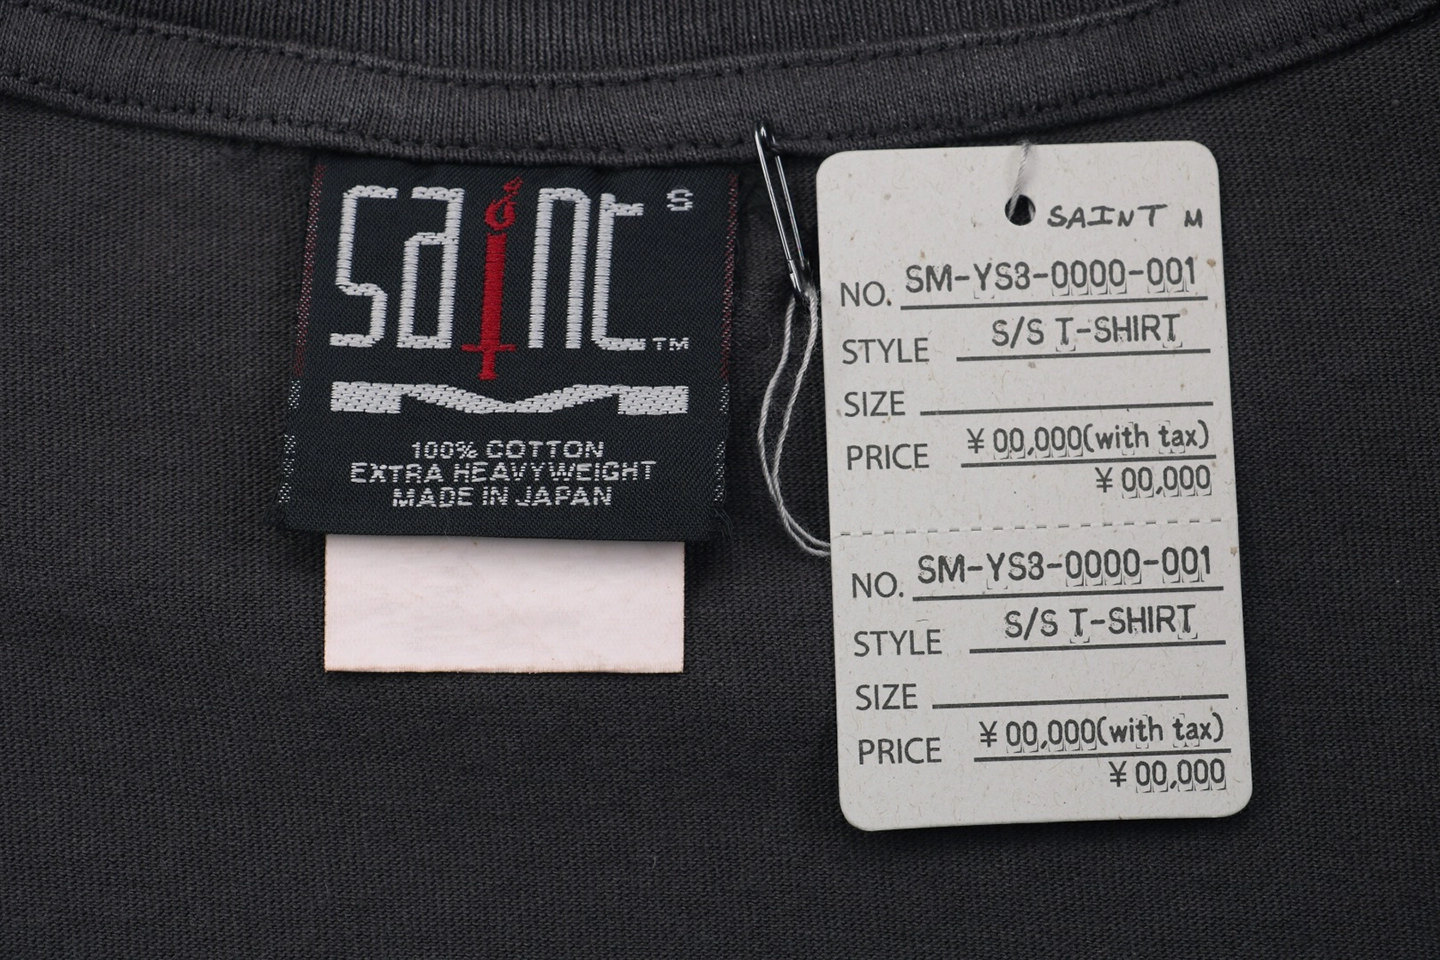 saint S
TM
M
100% COTTON
EXTRA HEAVYWEIGHT
MADE IN JAPAN
SAINT M
NO. SM-YS3-0000-001
STYLE S/S T-SHIRT
SIZE
PRICE ¥00,000(with tax)
¥00,000
NO. SM-YS3-0000-001
STYLE S/S T-SHIRT
SIZE
PRICE ¥00,000(with tax)
¥00,000